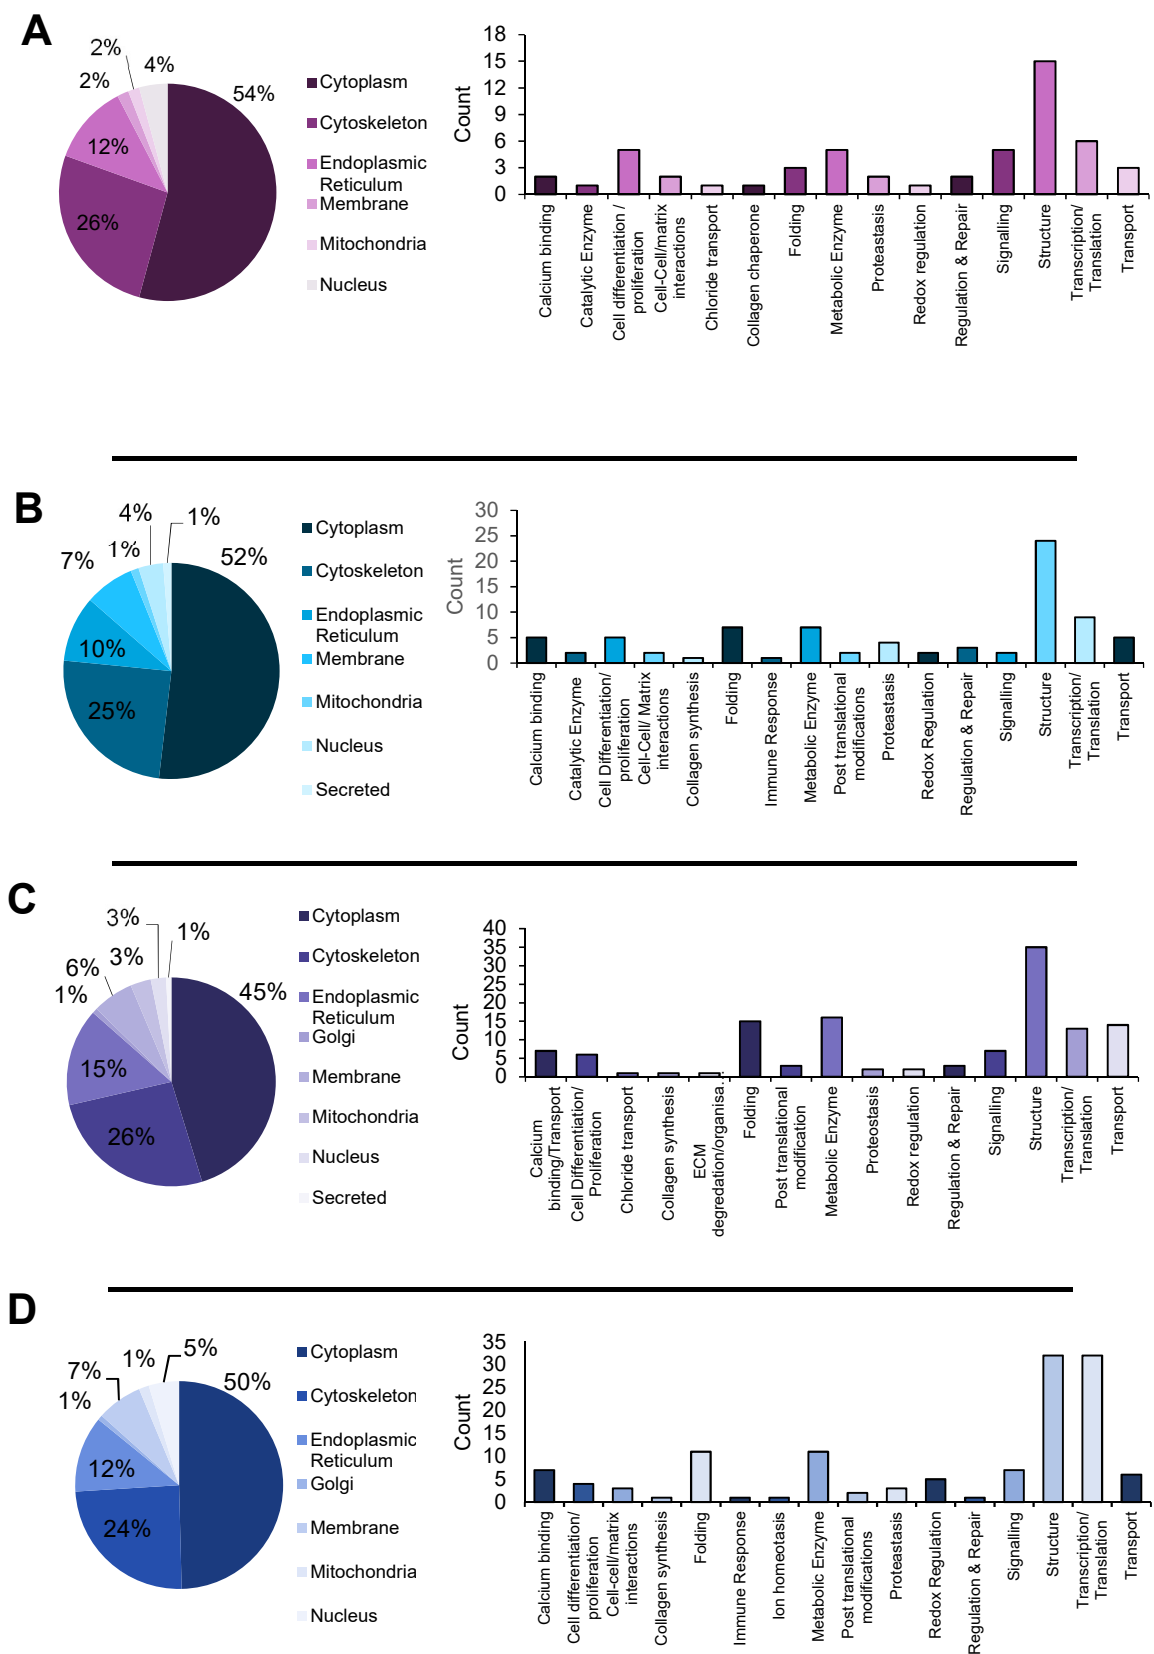 A
2%
4%
2%
54%
12%
26%
Cytoplasm
Cytoskeleton
Endoplasmic
Reticulum
Membrane
Mitochondria
Nucleus
Count
18
15
12
9
6
3
0
Calcium binding
Catalytic Enzyme
Cell differentiation /
proliferation
Cell-Cell/matrix
interactions
Chloride transport
Collagen chaperone
Folding
Metabolic Enzyme
Proteastasis
Redox regulation
Regulation & Repair
Signalling
Structure
Transcription/
Translation
Transport
B
4%
1%
1%
7%
52%
10%
25%
Cytoplasm
Cytoskeleton
Endoplasmic
Reticulum
Membrane
Mitochondria
Nucleus
Secreted
Count
30
25
20
15
10
5
0
Calcium binding
Catalytic Enzyme
Cell Differentiation/
proliferation
Cell-Cell/ Matrix
interactions
Collagen synthesis
Folding
Immune Response
Metabolic Enzyme
Post translational
modifications
Proteastasis
Redox Regulation
Regulation & Repair
Signalling
Structure
Transcription/
Translation
Transport
C
3%
1%
3%
6%
1%
45%
15%
26%
Cytoplasm
Cytoskeleton
Endoplasmic
Reticulum
Golgi
Membrane
Mitochondria
Nucleus
Secreted
Count
40
35
30
25
20
15
10
5
0
Calcium
binding/Transport
Cell Differentiation/
Proliferation
Chloride transport
Collagen synthesis
ECM
degredation/organisa…
Folding
Post translational
modification
Metabolic Enzyme
Proteostasis
Redox regulation
Regulation & Repair
Signalling
Structure
Transcription/
Translation
Transport
D
5%
1%
7%
1%
50%
12%
24%
Cytoplasm
Cytoskeleton
Endoplasmic
Reticulum
Golgi
Membrane
Mitochondria
Nucleus
Count
35
30
25
20
15
10
5
0
Calcium binding
Cell differentiation/
proliferation
Cell-cell/matrix
interactions
Collagen synthesis
Folding
Immune Response
Ion homeotasis
Metabolic Enzyme
Post translational
modifications
Proteastasis
Redox Regulation
Regulation & Repair
Signalling
Structure
Transcription/
Translation
Transport